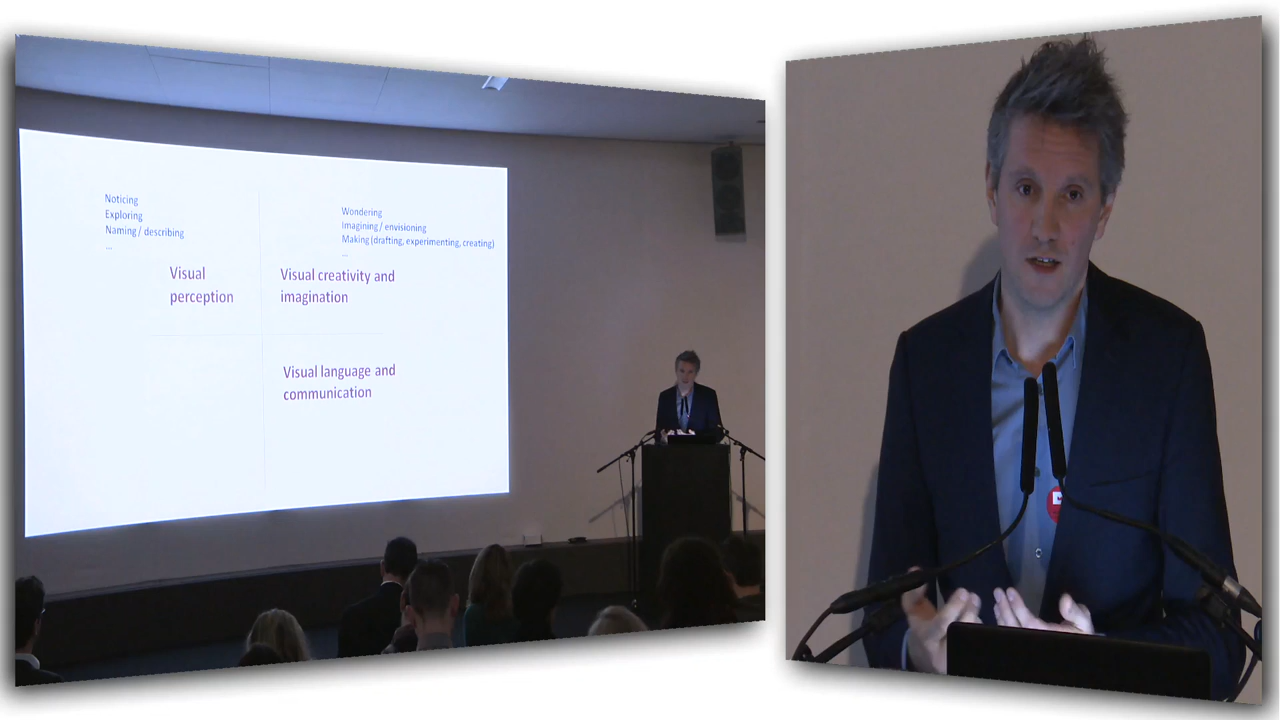 Noticing
Exploring
Naming / describing
...
Visual
perception
Wondering
Imagining / envisioning
Making (drafting, experimenting, creating)
...
Visual creativity and
imagination
Visual language and
communication